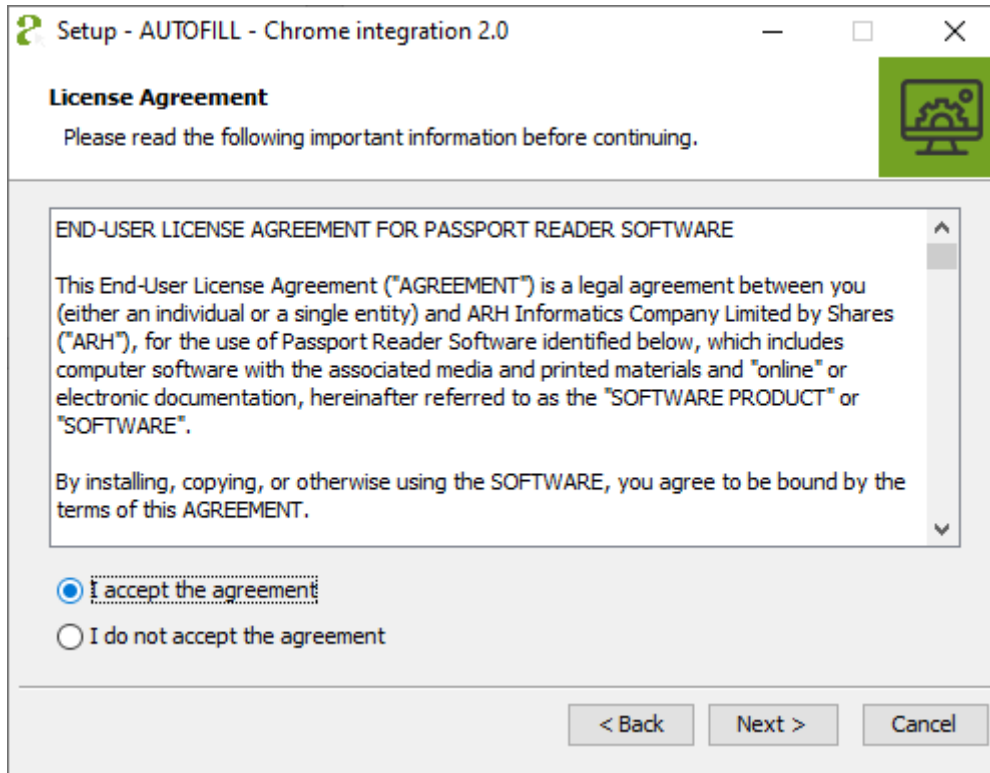 Setup - AUTOFILL - Chrome integration 2.0
License Agreement
Please read the following important information before continuing.
END-USER LICENSE AGREEMENT FOR PASSPORT READER SOFTWARE
This End-User License Agreement ("AGREEMENT") is a legal agreement between you
(either an individual or a single entity) and ARH Informatics Company Limited by Shares
("ARH"), for the use of Passport Reader Software identified below, which includes
computer software with the associated media and printed materials and "online" or
electronic documentation, hereinafter referred to as the "SOFTWARE PRODUCT" or
"SOFTWARE".
By installing, copying, or otherwise using the SOFTWARE, you agree to be bound by the
terms of this AGREEMENT.
I accept the agreement
I do not accept the agreement
< Back Next > Cancel